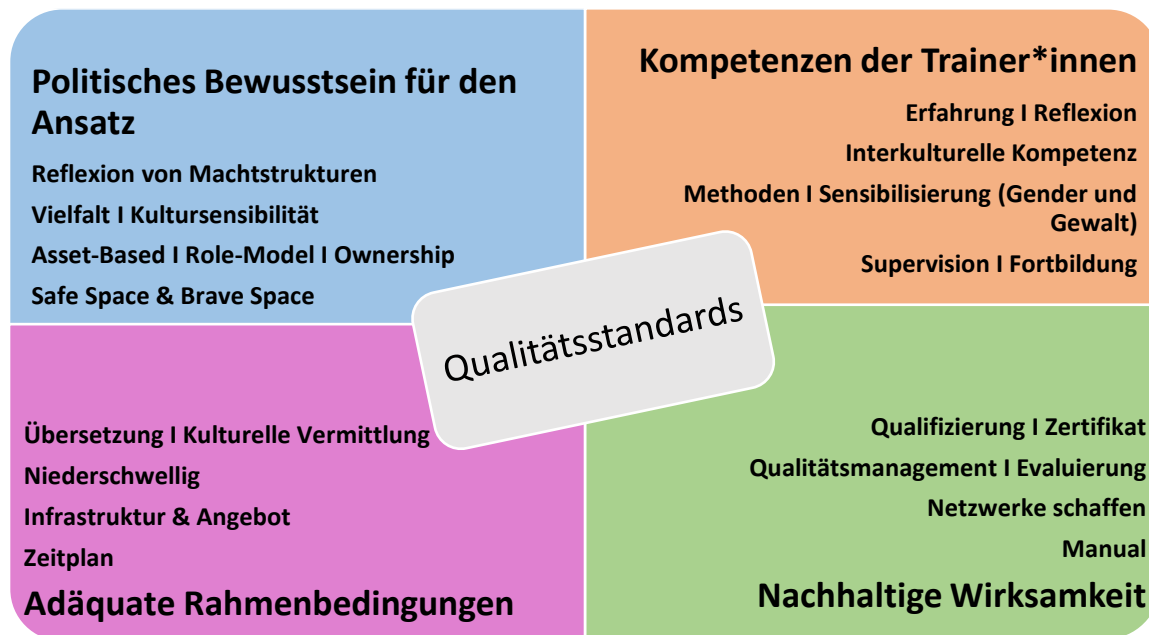 Politisches Bewusstsein für den
Ansatz
Reflexion von Machtstrukturen
Vielfalt I Kultursensibilität
Asset-Based I Role-Model I Ownership
Safe Space & Brave Space
Kompetenzen der Trainer*innen
Erfahrung I Reflexion
Interkulturelle Kompetenz
Methoden I Sensibilisierung (Gender und
Gewalt)
Supervision I Fortbildung
Qualitätsstandards
Übersetzung I Kulturelle Vermittlung
Niederschwellig
Infrastruktur & Angebot
Zeitplan
Adäquate Rahmenbedingungen
Qualifizierung I Zertifikat
Qualitätsmanagement I Evaluierung
Netzwerke schaffen
Manual
Nachhaltige Wirksamkeit